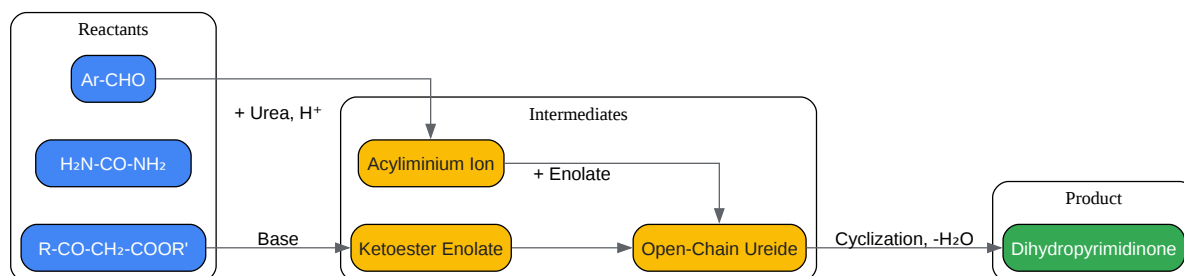 Reactants
Ar-CHO
+ Urea, H⁺
Intermediates
H₂N-CO-NH₂
Acyliminium Ion
+ Enolate
Product
R-CO-CH₂-COOR'
Base
Ketoester Enolate
Open-Chain Ureide
Cyclization, -H₂O
Dihydropyrimidinone